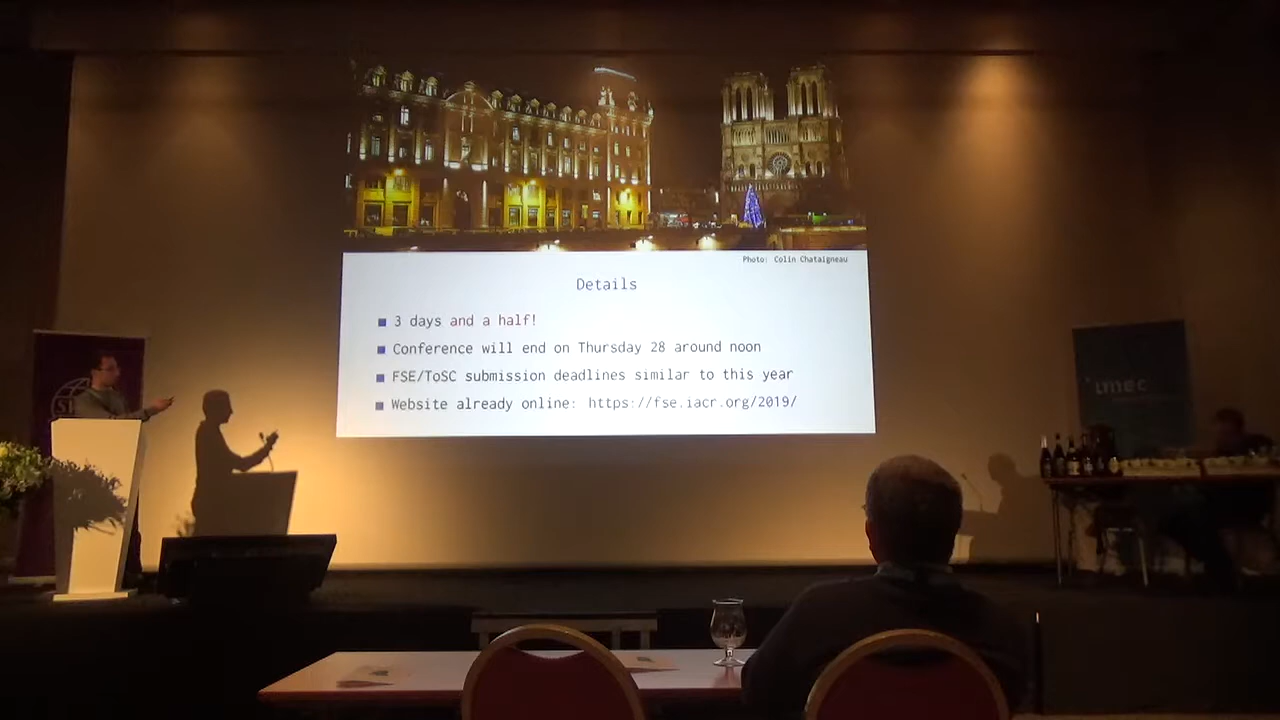 Photo: Colin Chataigneau
Details
3 days and a half!
Conference will end on Thursday 28 around noon
FSE/ToSC submission deadlines similar to this year
Website already online: https://fse.iacr.org/2019/
imec